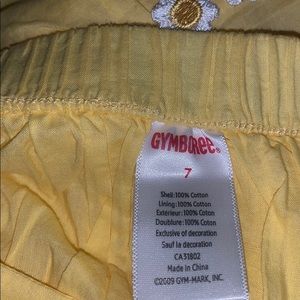 GYMBOREE®
7
Shell: 100% Cotton
Lining: 100% Cotton
Extérieur: 100% Coton
Doublure: 100% Coton
Exclusive of decoration
Sauf la decoration
CA31802
Made in China
©2009 GYM-MARK, INC.